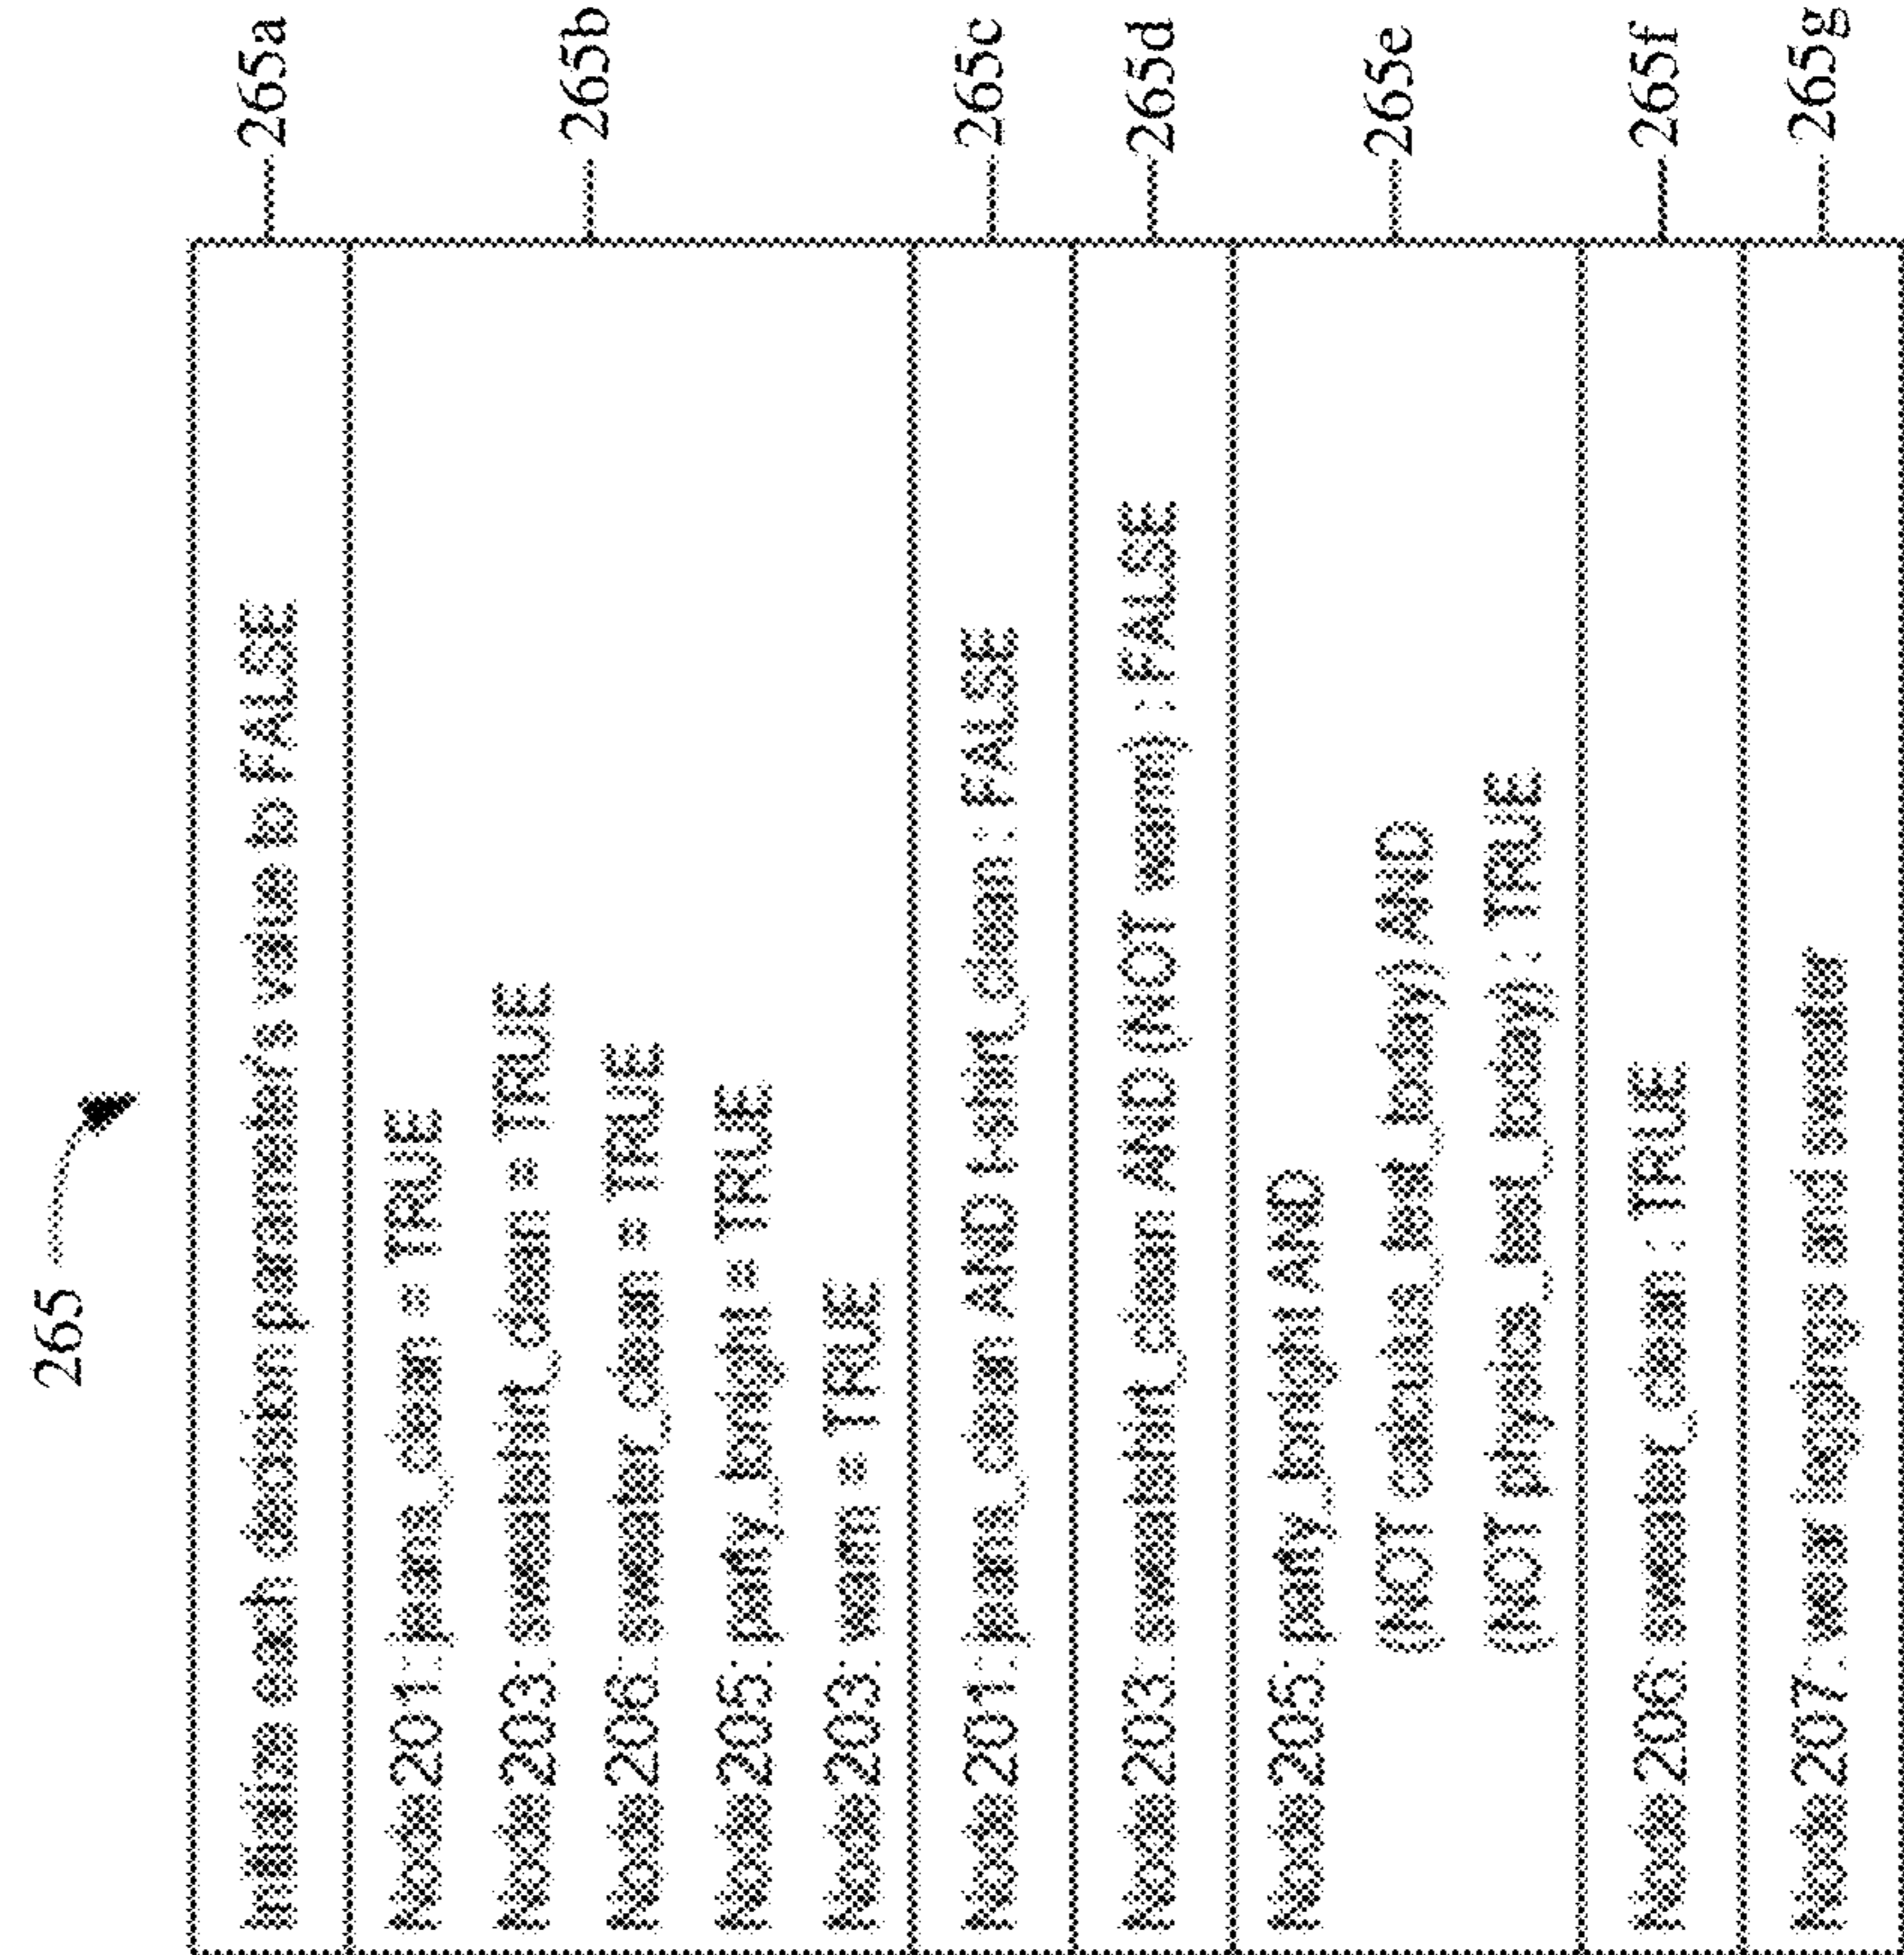 265
Initialise each decision parameter's value to FALSE
265a
Node 201: jeans_clean = TRUE
Node 203: sweatshirt_clean = TRUE
Node 206: sweater_clean = TRUE
Node 205: party_tonight = TRUE
Node 203: warm = TRUE
265b
Node 201: jeans_clean AND t-shirt_clean : FALSE
265c
Node 203: sweatshirt_clean AND (NOT warm) : FALSE
265d
Node 205: party_tonight AND
(NOT calculus_test_today) AND
(NOT physics_test_today) : TRUE
265e
Node 206: sweater_clean : TRUE
265f
Node 207: wear leggings and sweater
265g